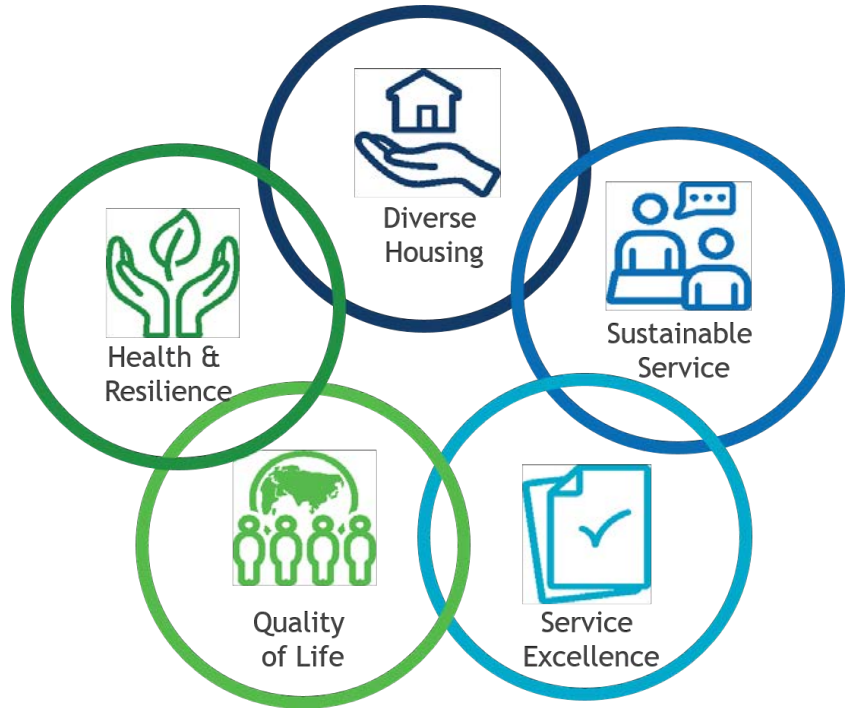 Diverse
Housing
Sustainable
Service
Health &
Resilience
Quality
of Life
Service
Excellence